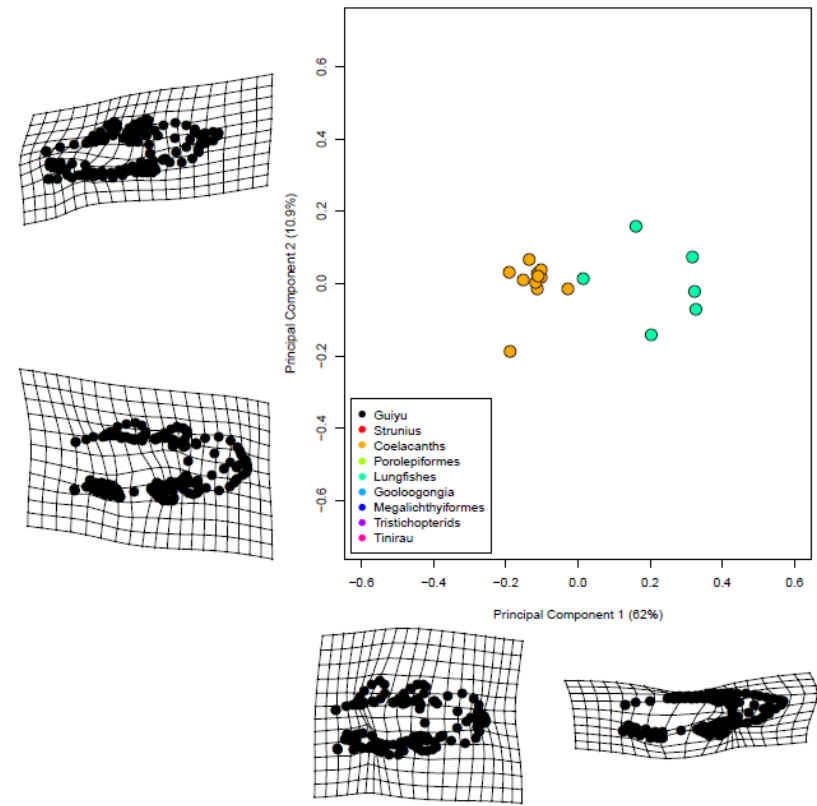 0.6
0.4
0.2
0.0
−0.2
−0.4
−0.6
Principal Component 2 (10.9%)
Guiyu
Strunius
Coelacanths
Porolepiformes
Lungfishes
Gooloogongia
Megalichthyiformes
Tristichopterids
Tinirau
−0.6 −0.4 −0.2 0.0 0.2 0.4 0.6
Principal Component 1 (62%)